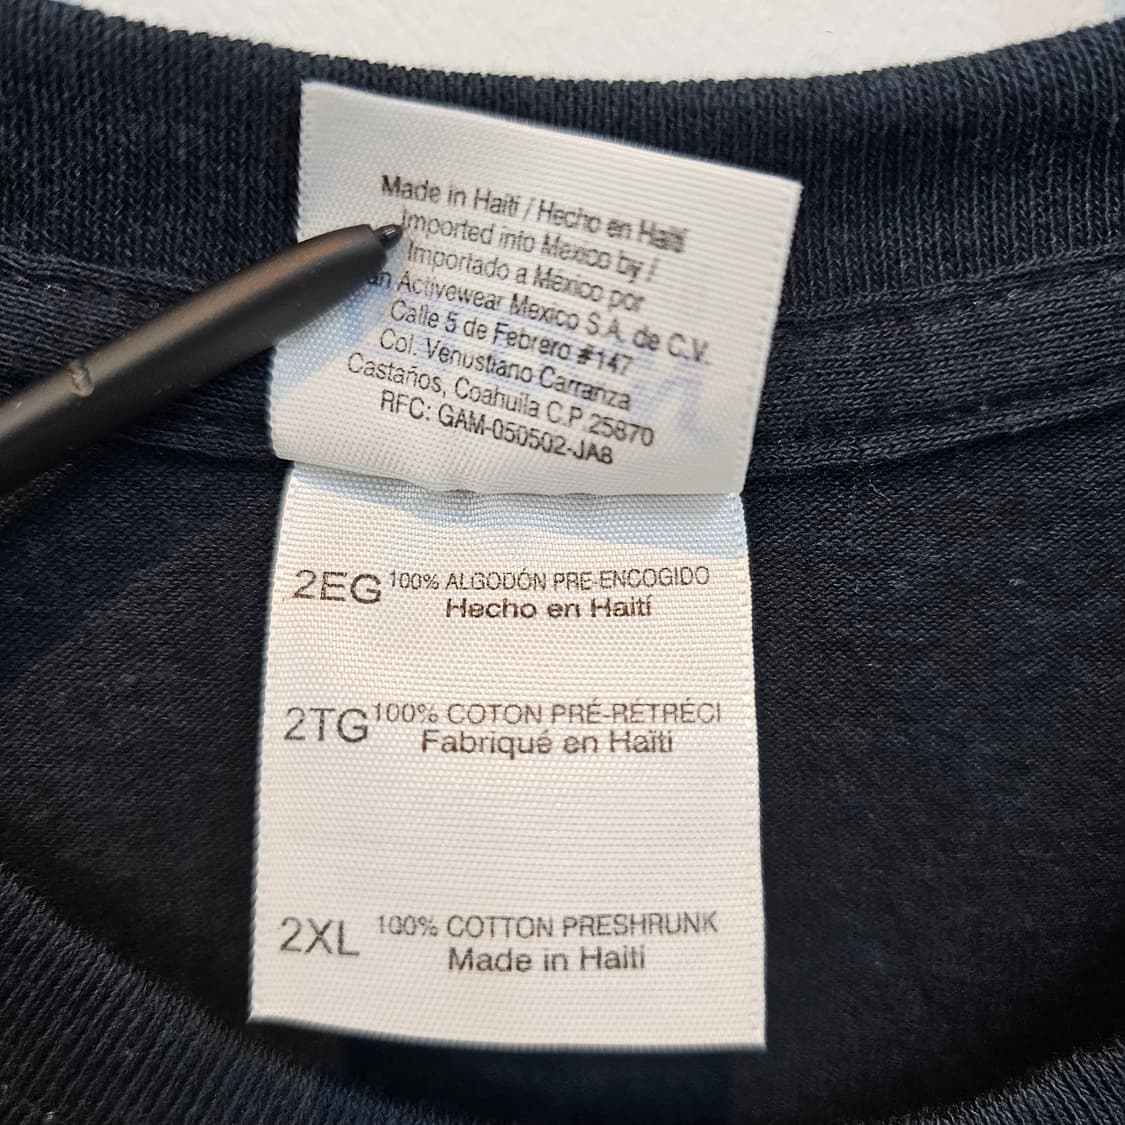 Made in Haiti / Hecho en Haití
Imported into Mexico by /
Importado a México por
an Activewear Mexico S.A. de C.V.
Calle 5 de Febrero #147
Col. Venustiano Carranza
Castaños, Coahuila C.P. 25870
RFC: GAM-050502-JA8
2EG 100% ALGODÓN PRE-ENCOGIDO
Hecho en Haití
2TG 100% COTON PRÉ-RÉTRÉCI
Fabriqué en Haïti
2XL 100% COTTON PRESHRUNK
Made in Haiti